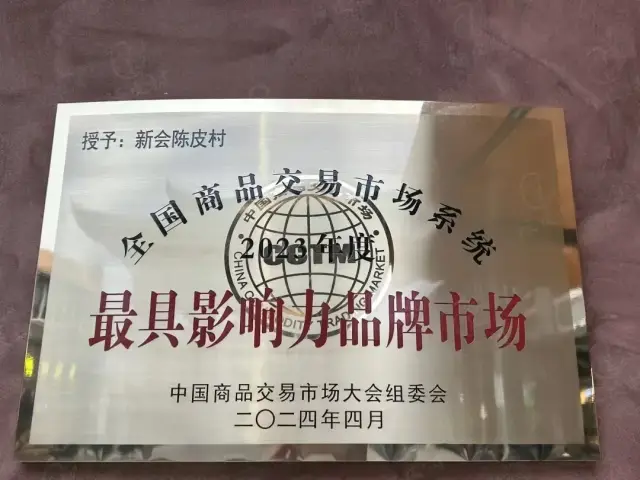 授予：新会陈皮村
全国商品交易市场系统
2023年度
CCTM
最具影响力品牌市场
中国商品交易市场大会组委会
二〇二四年四月